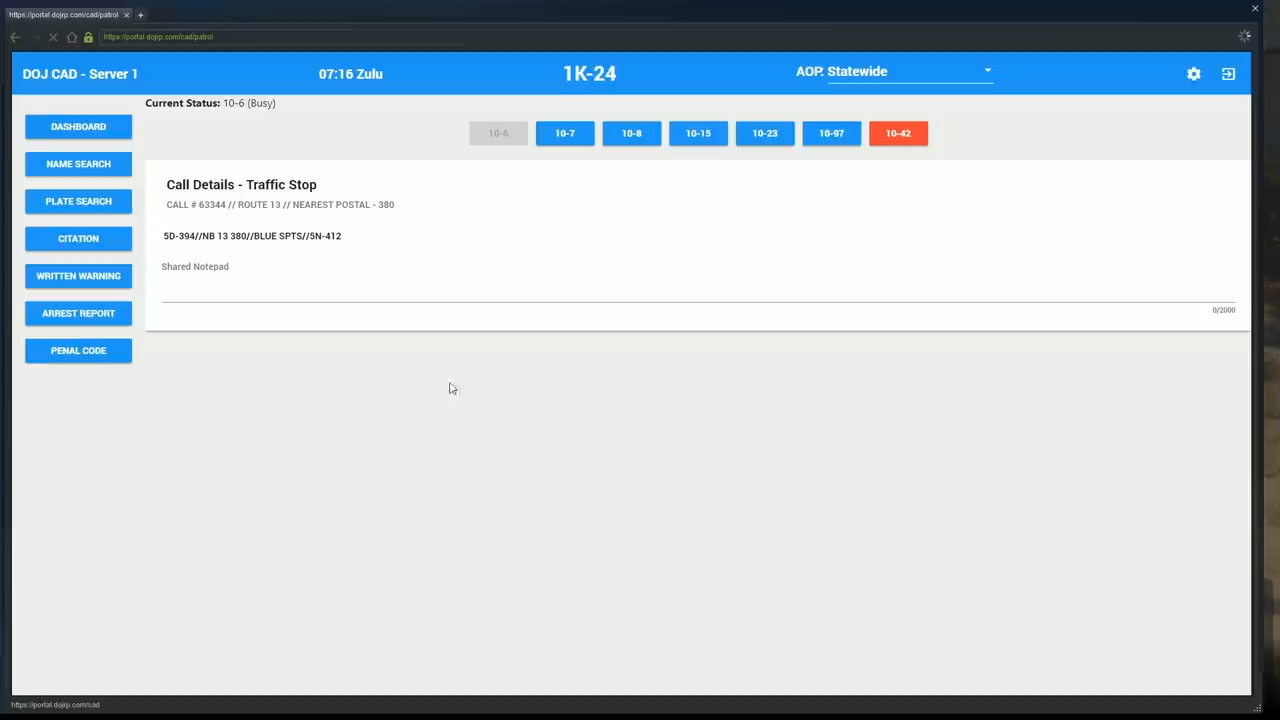 https://portal.dojrp.com/cad/patrol
https://portal.dojrp.com/cad/patrol
DOJ CAD - Server 1
07:16 Zulu
1K-24
AOP: Statewide
Current Status: 10-6 (Busy)
10-6
10-7
10-8
10-15
10-23
10-97
10-42
DASHBOARD
NAME SEARCH
PLATE SEARCH
CITATION
WRITTEN WARNING
ARREST REPORT
PENAL CODE
Call Details - Traffic Stop
CALL # 63344 // ROUTE 13 // NEAREST POSTAL - 380
5D-394//NB 13 380//BLUE SPTS//5N-412
Shared Notepad
0/2000
https://portal.dojrp.com/cad